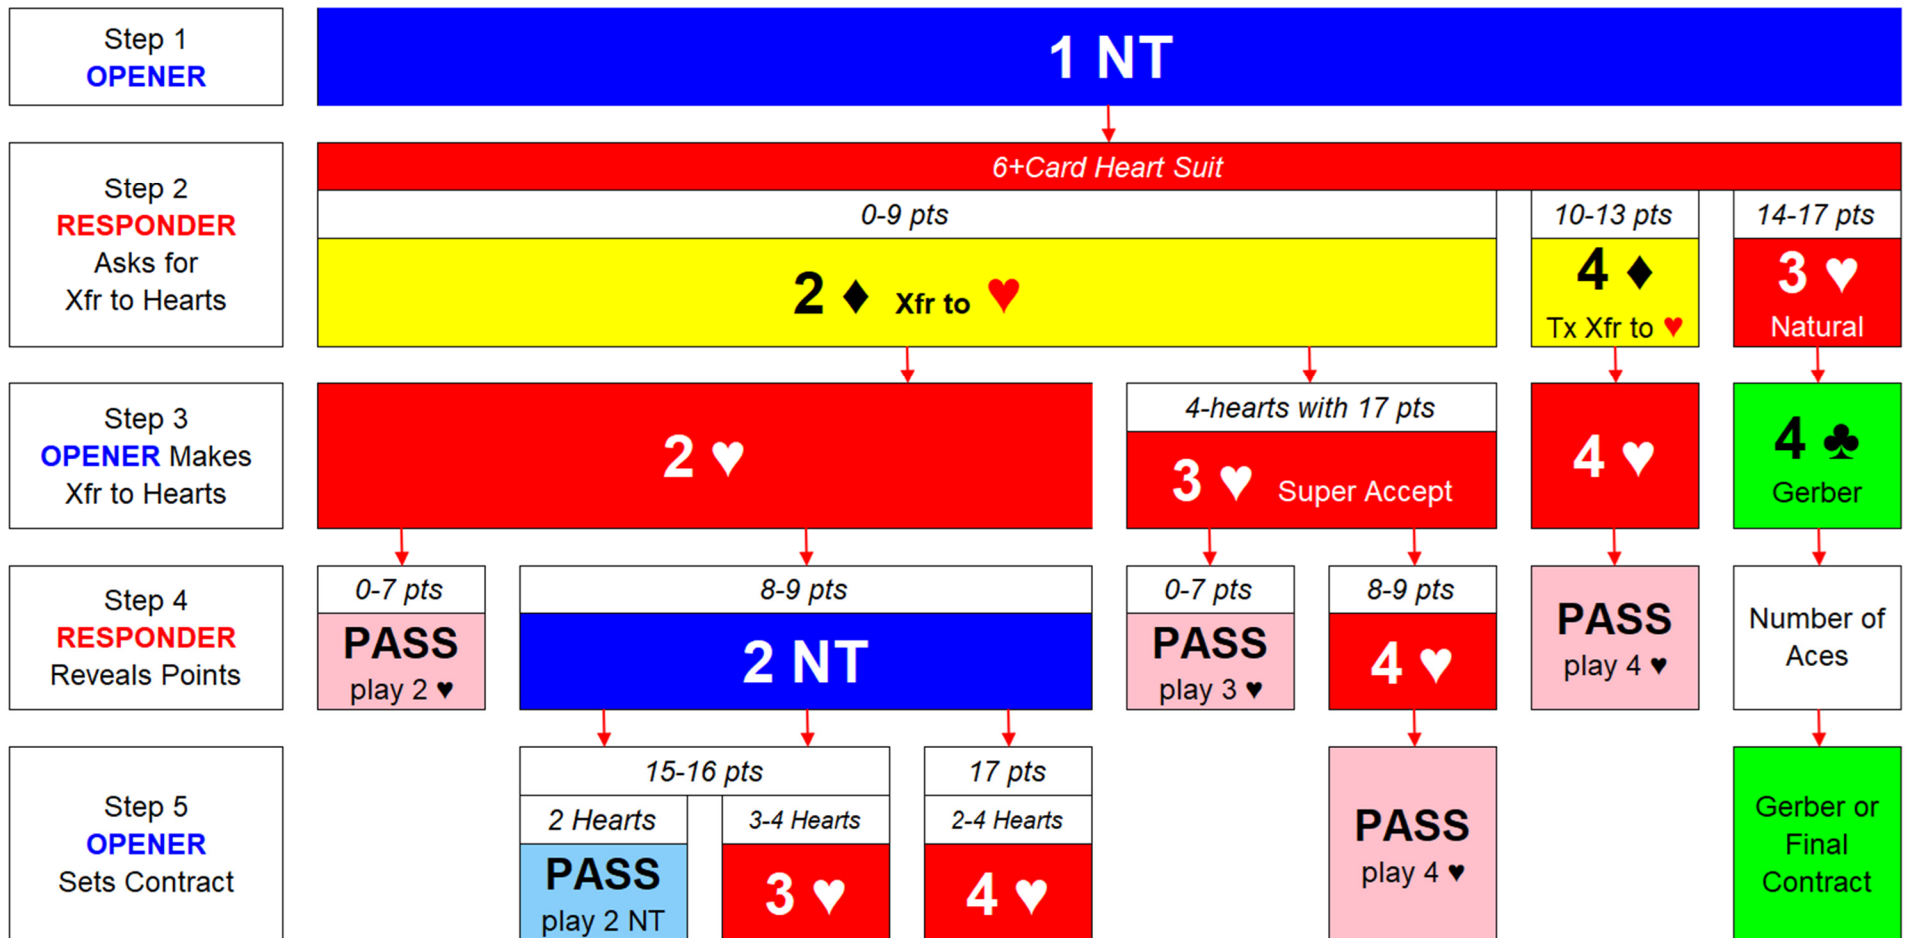 Step 1
OPENER
1 NT
Step 2
RESPONDER
Asks for
Xfr to Hearts
6+Card Heart Suit
0-9 pts
10-13 pts
14-17 pts
2 ♦ Xfr to ♥
4 ♦
Tx Xfr to ♥
3 ♥
Natural
Step 3
OPENER Makes
Xfr to Hearts
2 ♥
4-hearts with 17 pts
3 ♥ Super Accept
4 ♥
4 ♣
Gerber
Step 4
RESPONDER
Reveals Points
0-7 pts
PASS
play 2 ♥
8-9 pts
2 NT
0-7 pts
PASS
play 3 ♥
8-9 pts
4 ♥
PASS
play 4 ♥
Number of
Aces
Step 5
OPENER
Sets Contract
15-16 pts
2 Hearts
PASS
play 2 NT
3-4 Hearts
3 ♥
17 pts
2-4 Hearts
4 ♥
PASS
play 4 ♥
Gerber or
Final
Contract